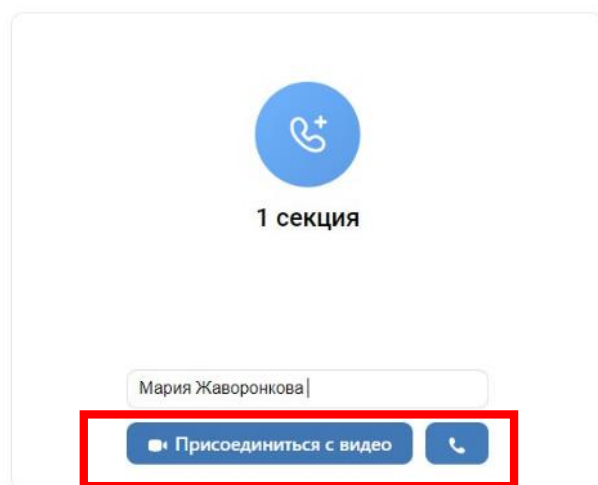 1 секция
Мария Жаворонкова
Присоединиться с видео